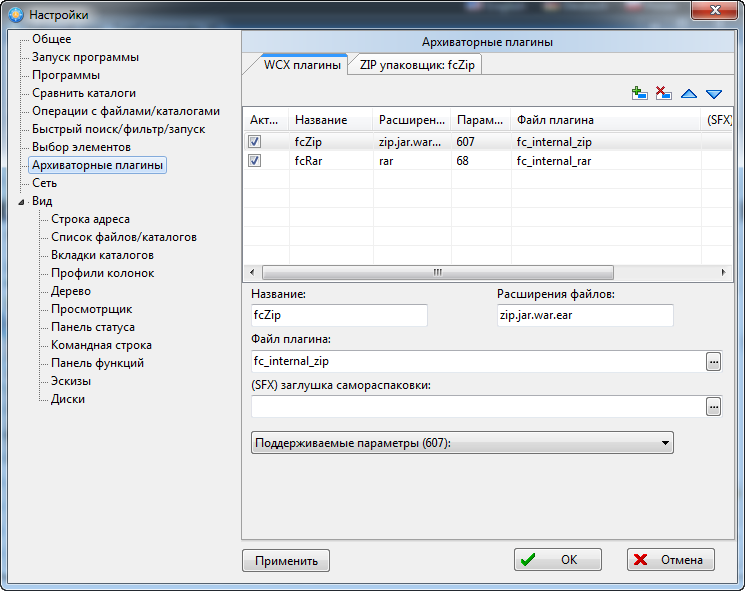 Настройки
Общее
Запуск программы
Программы
Сравнить каталоги
Операции с файлами/каталогами
Быстрый поиск/фильтр/запуск
Выбор элементов
Архиваторные плагины
Сеть
Вид
Строка адреса
Список файлов/каталогов
Вкладки каталогов
Профили колонок
Дерево
Просмотрщик
Панель статуса
Командная строка
Панель функций
Эскизы
Диски
Архиваторные плагины
WCX плагины ZIP упаковщик: fcZip
Акт... Название Расширен... Парам... Файл плагина (SFX)
fcZip zip.jar.war.... 607 fc_internal_zip
fcRar rar 68 fc_internal_rar
Название: Расширения файлов:
fcZip zip.jar.war.ear
Файл плагина:
fc_internal_zip
...
(SFX) заглушка самораспаковки:
...
Поддерживаемые параметры (607):
Применить OK Отмена